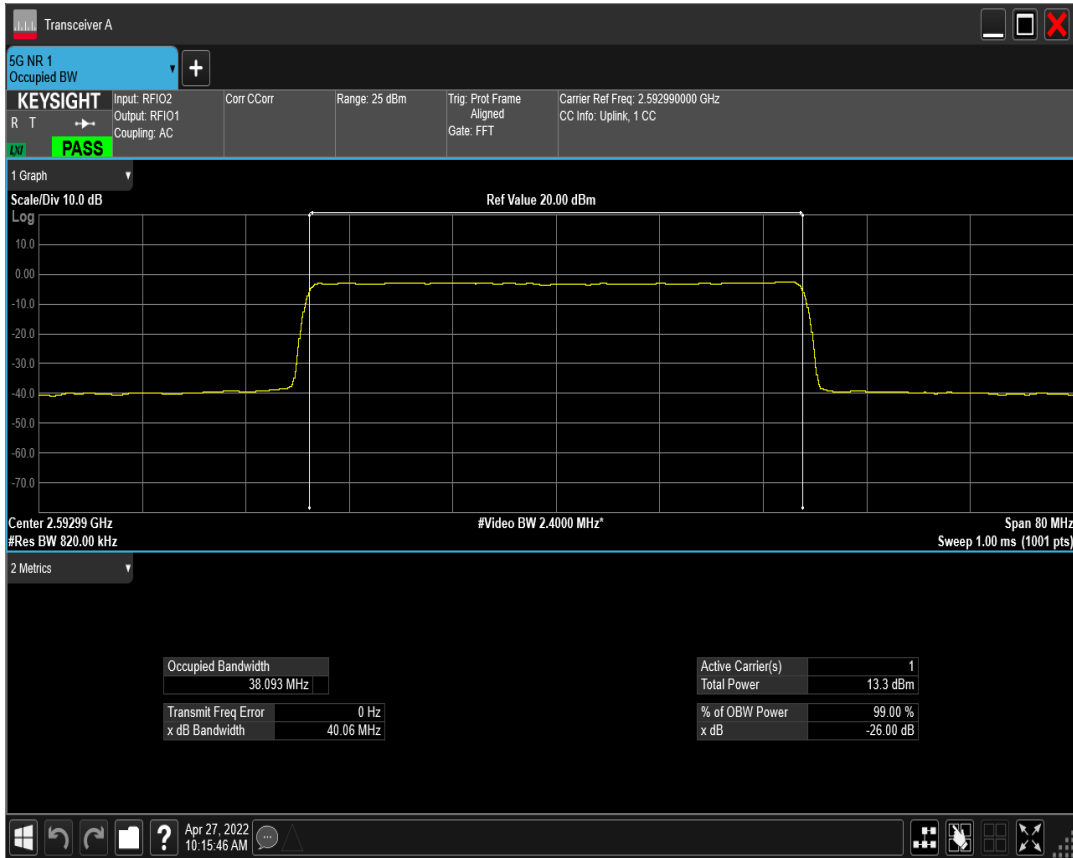 Transceiver A
5G NR 1
Occupied BW
+
KEYSIGHT
R T
LXI
PASS
Input: RFIO2
Output: RFIO1
Coupling: AC
Corr CCorr
Range: 25 dBm
Trig: Prot Frame
Aligned
Gate: FFT
Carrier Ref Freq: 2.592990000 GHz
CC Info: Uplink, 1 CC
1 Graph
Scale/Div 10.0 dB
Ref Value 20.00 dBm
Log
10.0
0.00
-10.0
-20.0
-30.0
-40.0
-50.0
-60.0
-70.0
Center 2.59299 GHz
#Video BW 2.4000 MHz*
Span 80 MHz
#Res BW 820.00 kHz
Sweep 1.00 ms (1001 pts)
2 Metrics
Occupied Bandwidth
38.093 MHz
Transmit Freq Error 0 Hz
x dB Bandwidth 40.06 MHz
Active Carrier(s) 1
Total Power 13.3 dBm
% of OBW Power 99.00 %
x dB -26.00 dB
?
Apr 27, 2022
10:15:46 AM